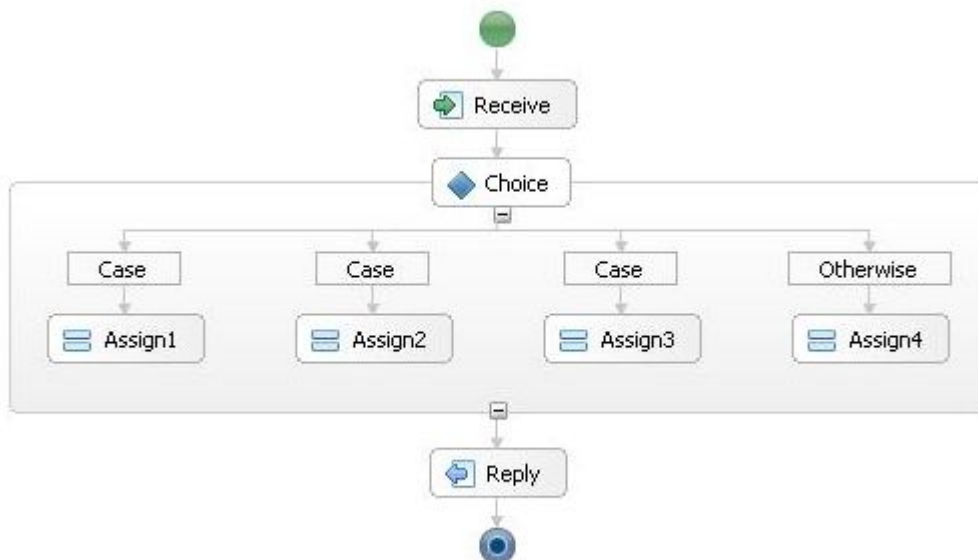 Receive
Choice
Case
Case
Case
Otherwise
Assign1
Assign2
Assign3
Assign4
Reply